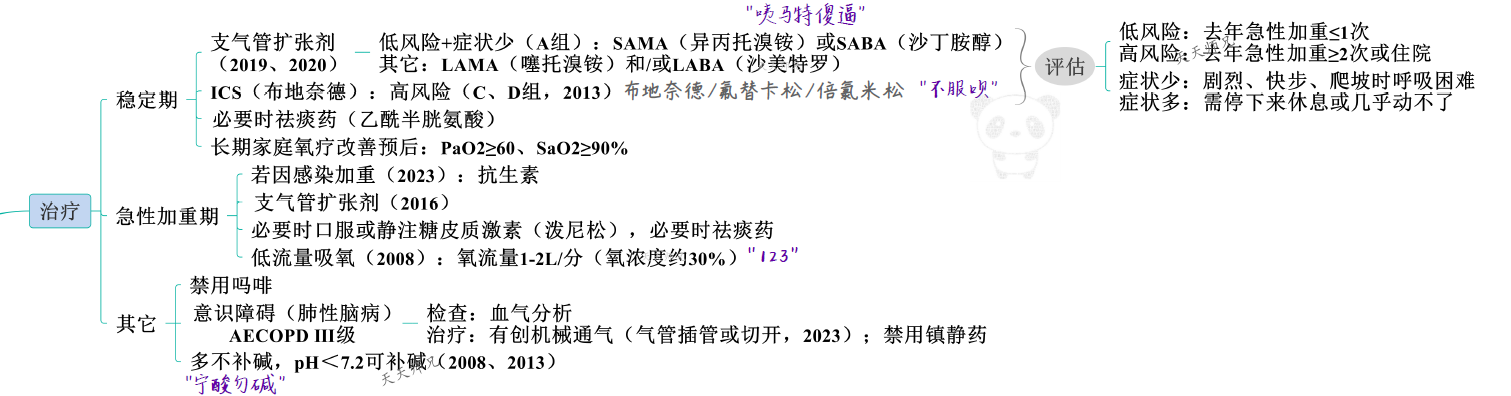 "咦马特傻逼"
支气管扩张剂
（2019、2020）
低风险+症状少（A组）：SAMA（异丙托溴铵）或SABA（沙丁胺醇）
其它：LAMA（噻托溴铵）和/或LABA（沙美特罗）
ICS（布地奈德）：高风险（C、D组，2013）布地奈德/氟替卡松/倍氯米松 "不服呗"
必要时祛痰药（乙酰半胱氨酸）
长期家庭氧疗改善预后：PaO2≥60、SaO2≥90%
稳定期
评估
低风险：去年急性加重≤1次
高风险：去年急性加重≥2次或住院
症状少：剧烈、快步、爬坡时呼吸困难
症状多：需停下来休息或几乎动不了
治疗
急性加重期
若因感染加重（2023）：抗生素
支气管扩张剂（2016）
必要时口服或静注糖皮质激素（泼尼松），必要时祛痰药
低流量吸氧（2008）：氧流量1-2L/分（氧浓度约30%）"123"
其它
禁用吗啡
意识障碍（肺性脑病）
AECOPD III级
检查：血气分析
治疗：有创机械通气（气管插管或切开，2023）；禁用镇静药
多不补碱，pH＜7.2可补碱（2008、2013）
"宁酸勿碱"